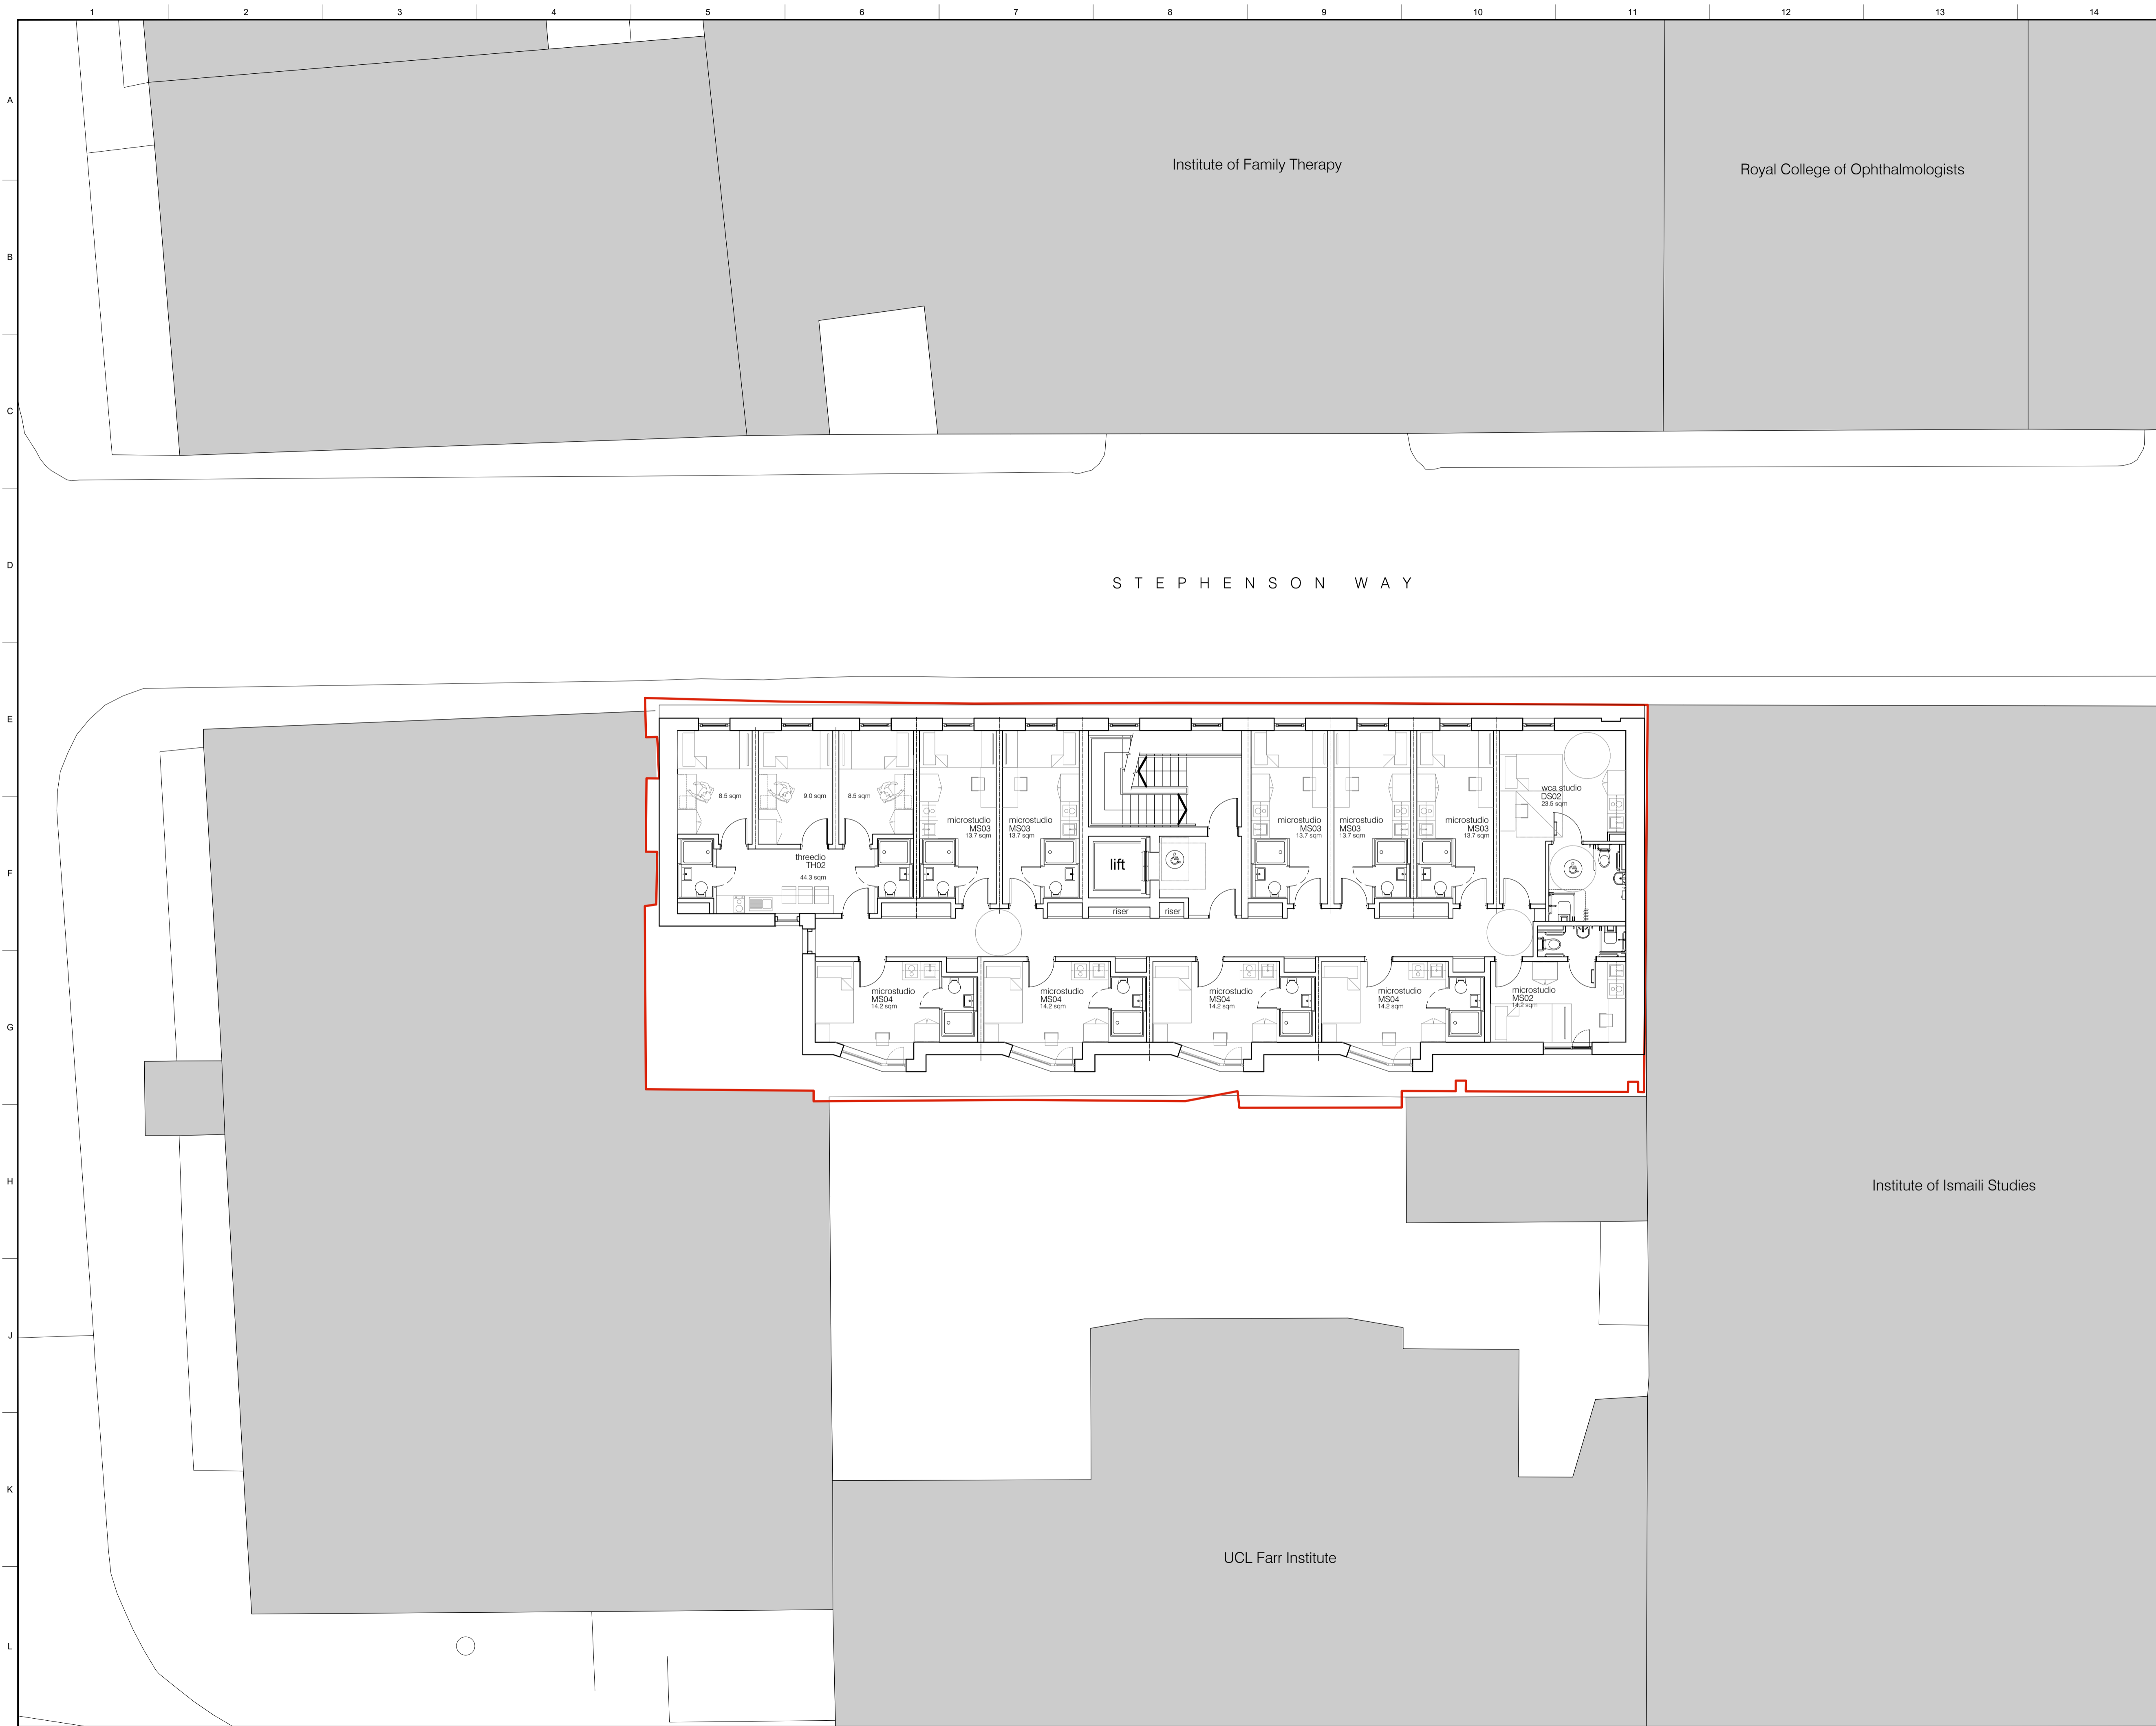 1 2 3 4 5 6 7 8 9 10 11 12 13 14
A
Institute of Family Therapy
Royal College of Ophthalmologists
B
C
D
STEPHENSON WAY
E
8.5 sqm
9.0 sqm
8.5 sqm
wca studio
DS02
23.5 sqm
microstudio
MS03
13.7 sqm
microstudio
MS03
13.7 sqm
microstudio
MS03
13.7 sqm
microstudio
MS03
13.7 sqm
microstudio
MS03
13.7 sqm
threedio
TH02
44.3 sqm
lift
F
riser
riser
microstudio
MS04
14.2 sqm
microstudio
MS04
14.2 sqm
microstudio
MS04
14.2 sqm
microstudio
MS04
14.2 sqm
microstudio
MS02
14.2 sqm
G
H
Institute of Ismaili Studies
J
K
UCL Farr Institute
L